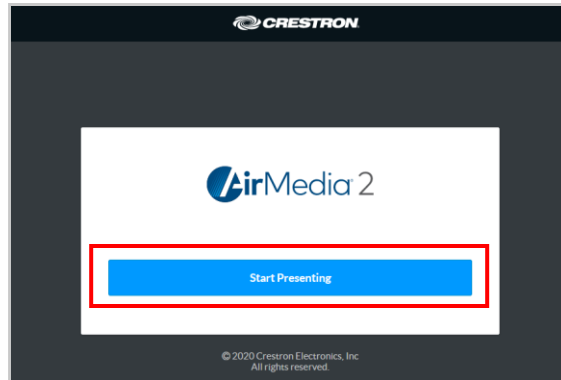 CRESTRON
AirMedia 2
Start Presenting
© 2020 Crestron Electronics, Inc
All rights reserved.